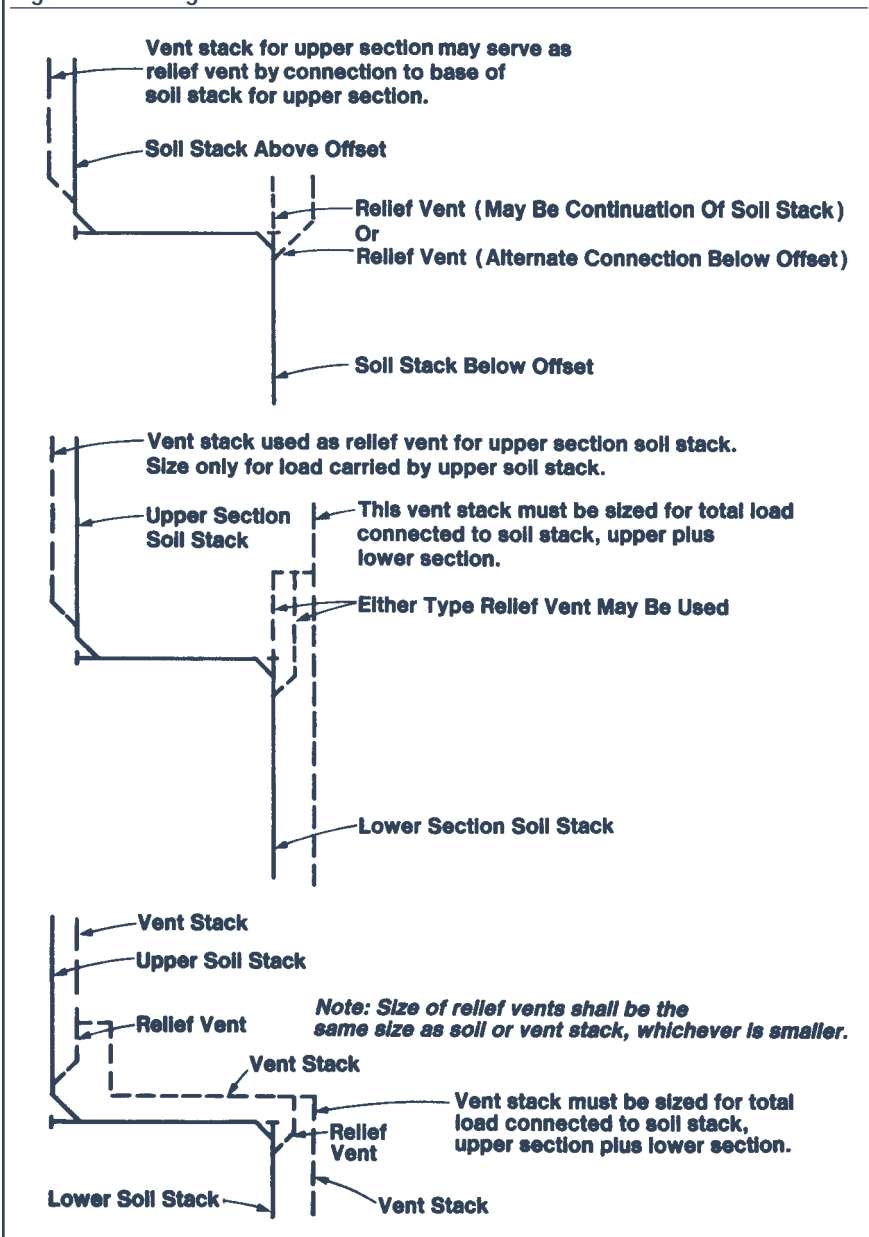 Vent stack for upper section may serve as
relief vent by connection to base of
soil stack for upper section.
Soil Stack Above Offset
Relief Vent (May Be Continuation Of Soil Stack)
Or
Relief Vent (Alternate Connection Below Offset)
Soil Stack Below Offset
Vent stack used as relief vent for upper section soil stack.
Size only for load carried by upper soil stack.
Upper Section
Soil Stack
This vent stack must be sized for total load
connected to soil stack, upper plus
lower section.
Either Type Relief Vent May Be Used
Lower Section Soil Stack
Vent Stack
Upper Soil Stack
Relief Vent
Note: Size of relief vents shall be the
same size as soil or vent stack, whichever is smaller.
Vent Stack
Vent stack must be sized for total
load connected to soil stack,
upper section plus lower section.
Relief
Vent
Lower Soil Stack
Vent Stack